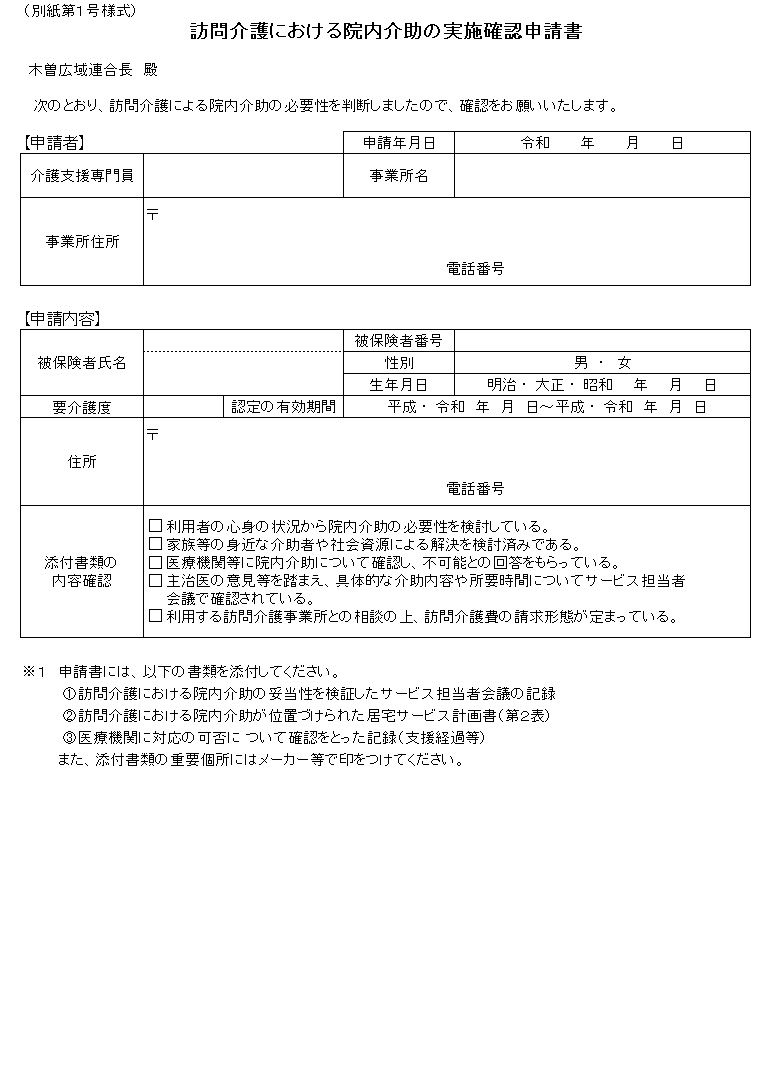 （別紙第１号様式）
訪問介護における院内介助の実施確認申請書
木曽広域連合長　殿
次のとおり、訪問介護による院内介助の必要性を判断しましたので、確認をお願いいたします。
【申請者】　申請年月日　令和　　年　　月　　日
介護支援専門員　事業所名
事業所住所　〒
電話番号
【申請内容】
被保険者氏名　被保険者番号
性別　男 ・ 女
生年月日　明治・ 大正・ 昭和　　年　　月　　日
要介護度　認定の有効期間　平成・ 令和　年　月　日～平成・ 令和　年　月　日
住所　〒
電話番号
添付書類の
内容確認
□ 利用者の心身の状況から院内介助の必要性を検討している。
□ 家族等の身近な介助者や社会資源による解決を検討済みである。
□ 医療機関等に院内介助について確認し、不可能との回答をもらっている。
□ 主治医の意見等を踏まえ、具体的な介助内容や所要時間についてサービス担当者
会議で確認されている。
□ 利用する訪問介護事業所との相談の上、訪問介護費の請求形態が定まっている。
※１　申請書には、以下の書類を添付してください。
①訪問介護における院内介助の妥当性を検証したサービス担当者会議の記録
②訪問介護における院内介助が位置づけられた居宅サービス計画書（第２表）
③医療機関に対応の可否について確認をとった記録（支援経過等）
また、添付書類の重要個所にはメーカー等で印をつけてください。